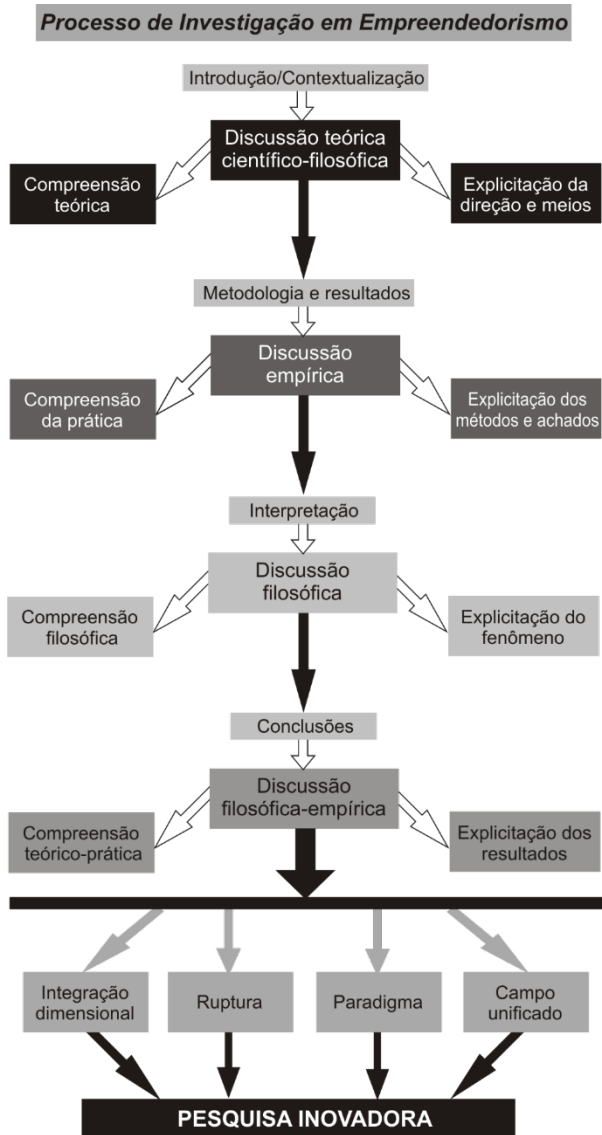 Processo de Investigação em Empreendedorismo
Introdução/Contextualização
Discussão teórica
científico-filosófica
Compreensão
teórica
Explicitação da
direção e meios
Metodologia e resultados
Discussão
empírica
Compreensão
da prática
Explicitação dos
métodos e achados
Interpretação
Discussão
filosófica
Compreensão
filosófica
Explicitação do
fenômeno
Conclusões
Discussão
filosófica-empírica
Compreensão
teórico-prática
Explicitação dos
resultados
Integração
dimensional
Ruptura
Paradigma
Campo
unificado
PESQUISA INOVADORA